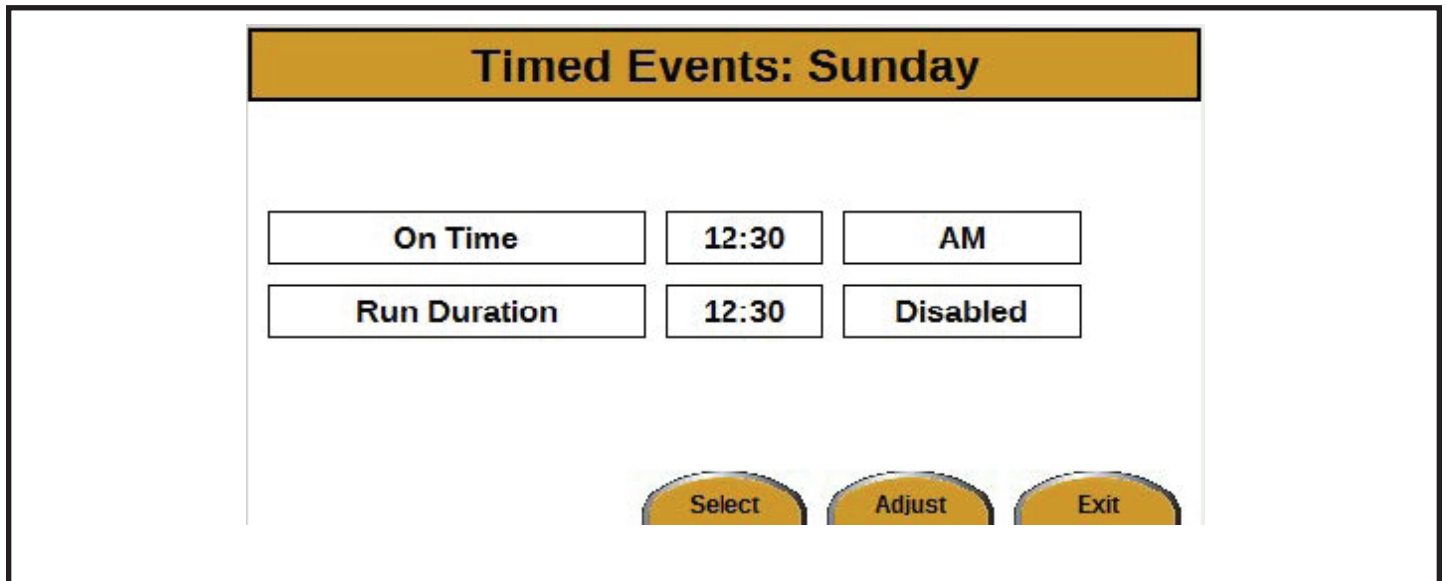 Timed Events: Sunday
On Time 12:30 AM
Run Duration 12:30 Disabled
Select Adjust Exit